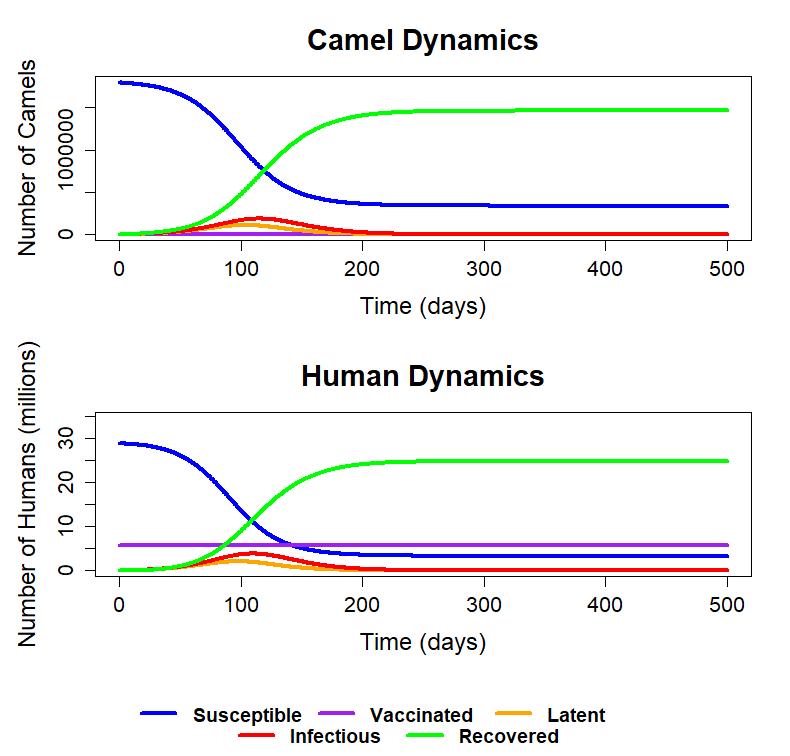 Camel Dynamics
Number of Camels
1000000
0
0 100 200 300 400 500
Time (days)
Human Dynamics
Number of Humans (millions)
30
20
10
0
0 100 200 300 400 500
Time (days)
Susceptible Vaccinated Latent
Infectious Recovered